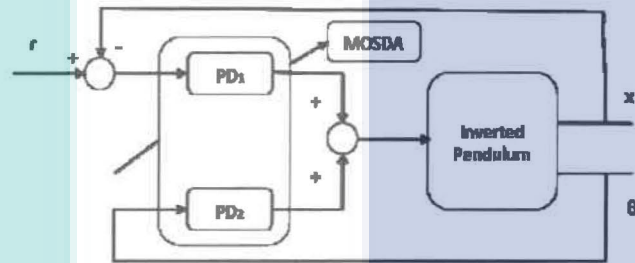 r
+
-
PD₁
MOSDA
+
+
Inverted
Pendulum
x
PD₂
θ